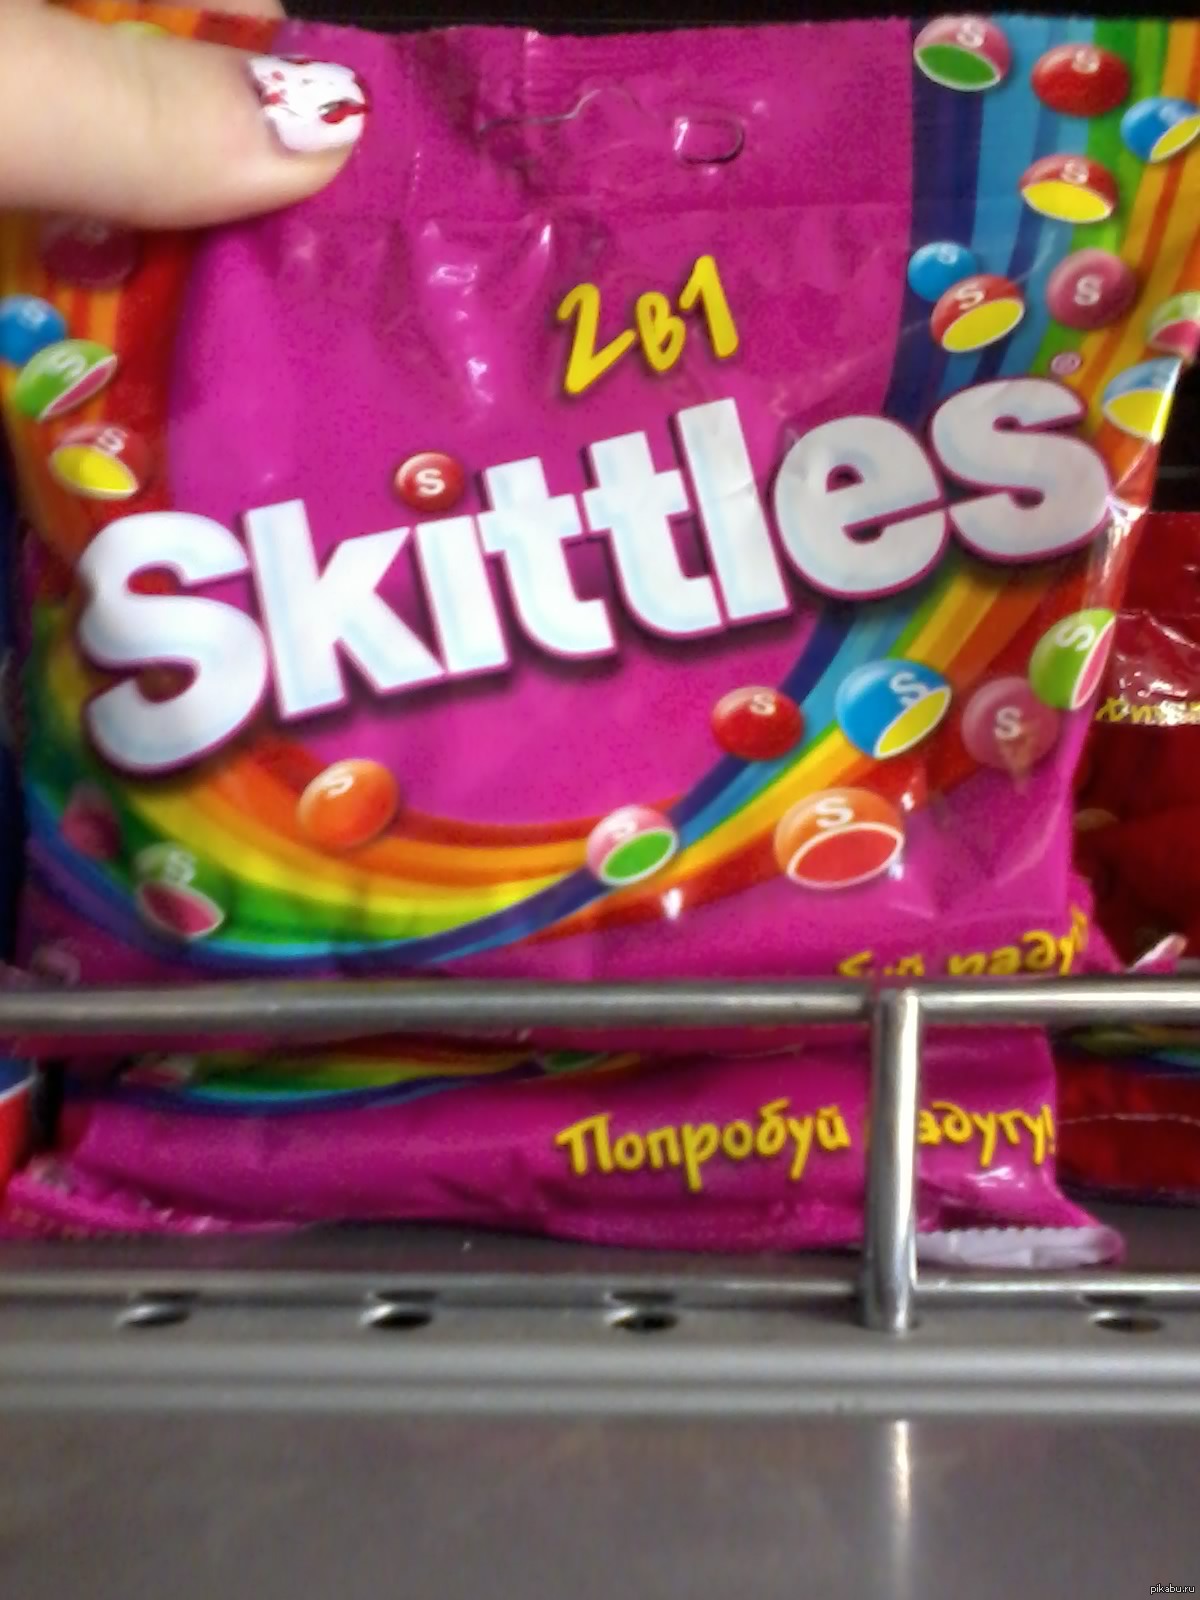 2в1
Skittles
Попробуй
pikabu.ru